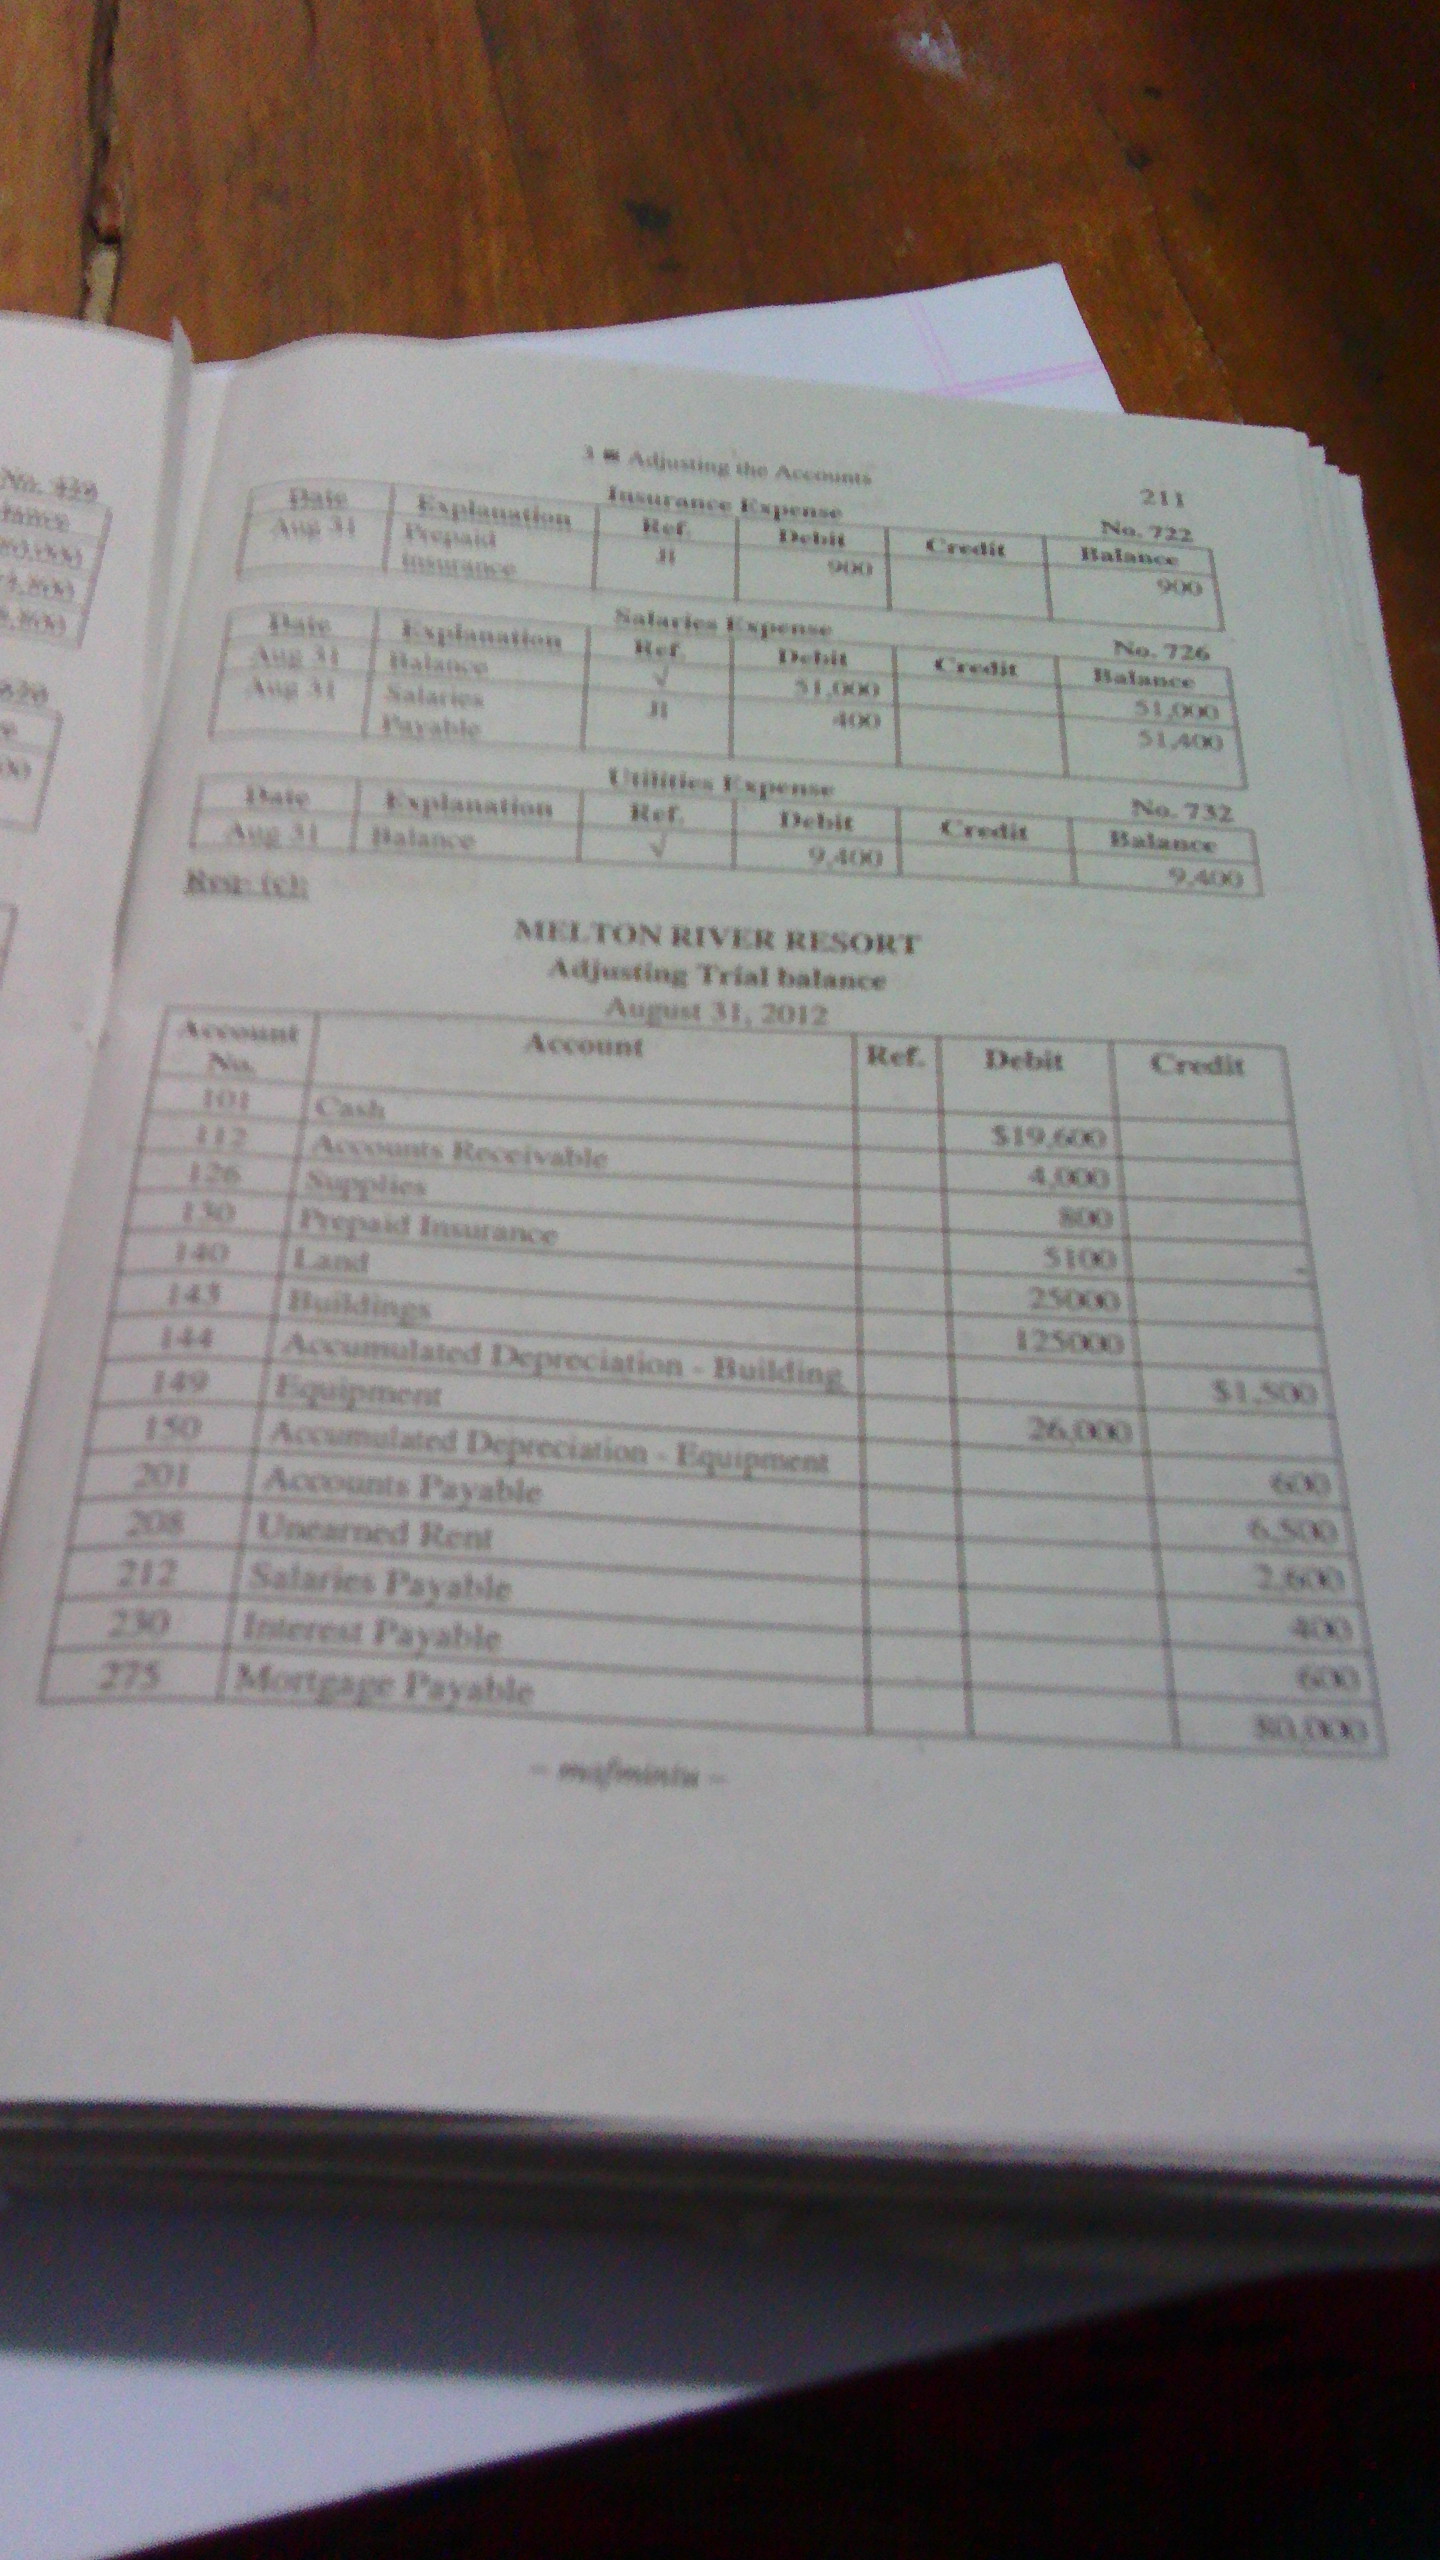 3 ■ Adjusting the Accounts 211
Insurance Expense No. 722
Date Explanation Ref. Debit Credit Balance
Aug 31 Prepaid insurance J1 900 900
Salaries Expense No. 726
Date Explanation Ref. Debit Credit Balance
Aug 31 Balance √ 51,000 51,000
Aug 31 Salaries Payable J1 400 51,400
Utilities Expense No. 732
Date Explanation Ref. Debit Credit Balance
Aug 31 Balance √ 9,400 9,400
Req: (c):
MELTON RIVER RESORT
Adjusting Trial balance
August 31, 2012
Account No. Account Ref. Debit Credit
101 Cash $19,600
112 Accounts Receivable 4,000
126 Supplies 800
130 Prepaid Insurance 5100
140 Land 25000
143 Buildings 125000
144 Accumulated Depreciation - Building $1,500
149 Equipment 26,000
150 Accumulated Depreciation - Equipment 600
201 Accounts Payable 6,500
208 Unearned Rent 2,600
212 Salaries Payable 400
230 Interest Payable 600
275 Mortgage Payable 80,000
– mafmintu –